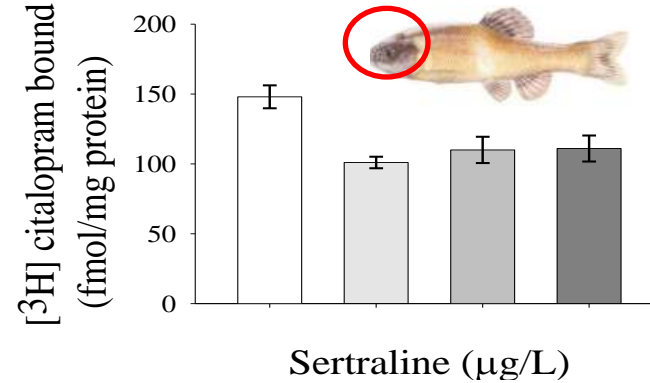 [3H] citalopram bound
(fmol/mg protein)
200
150
100
50
0
Sertraline (µg/L)